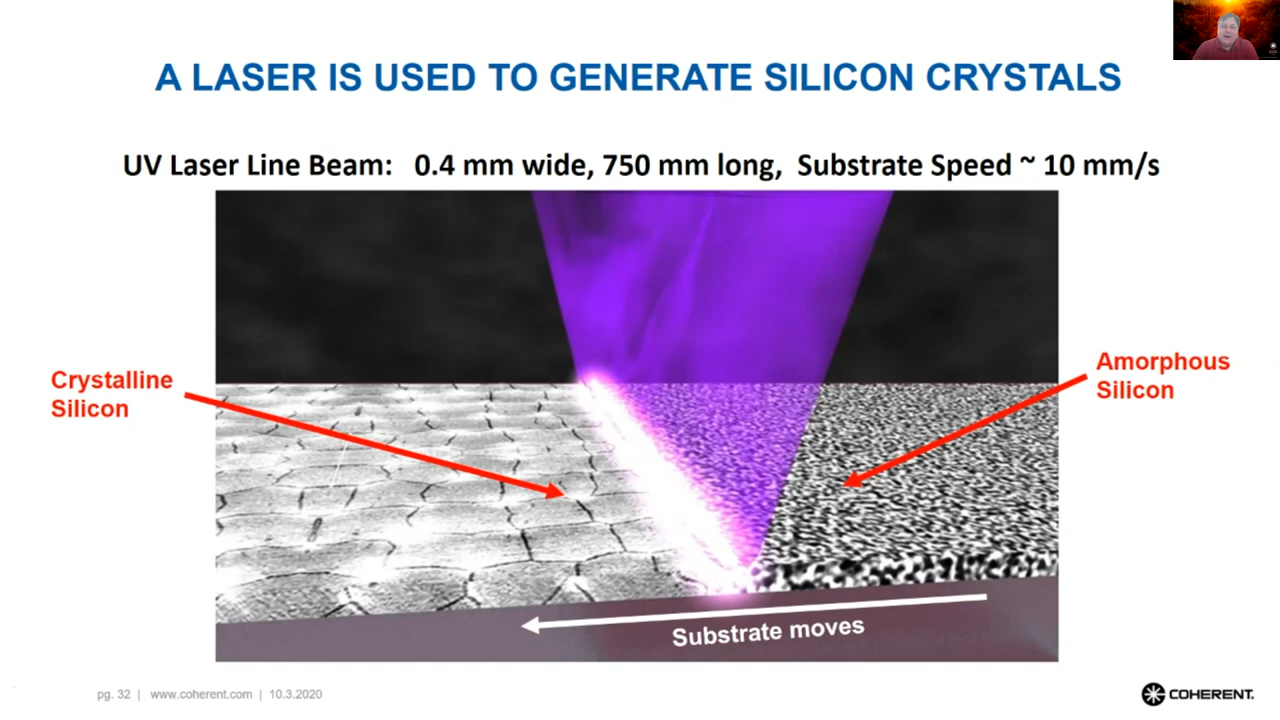 A LASER IS USED TO GENERATE SILICON CRYSTALS
UV Laser Line Beam: 0.4 mm wide, 750 mm long, Substrate Speed ~ 10 mm/s
Crystalline
Silicon
Amorphous
Silicon
Substrate moves
pg. 32 | www.coherent.com | 10.3.2020
COHERENT.